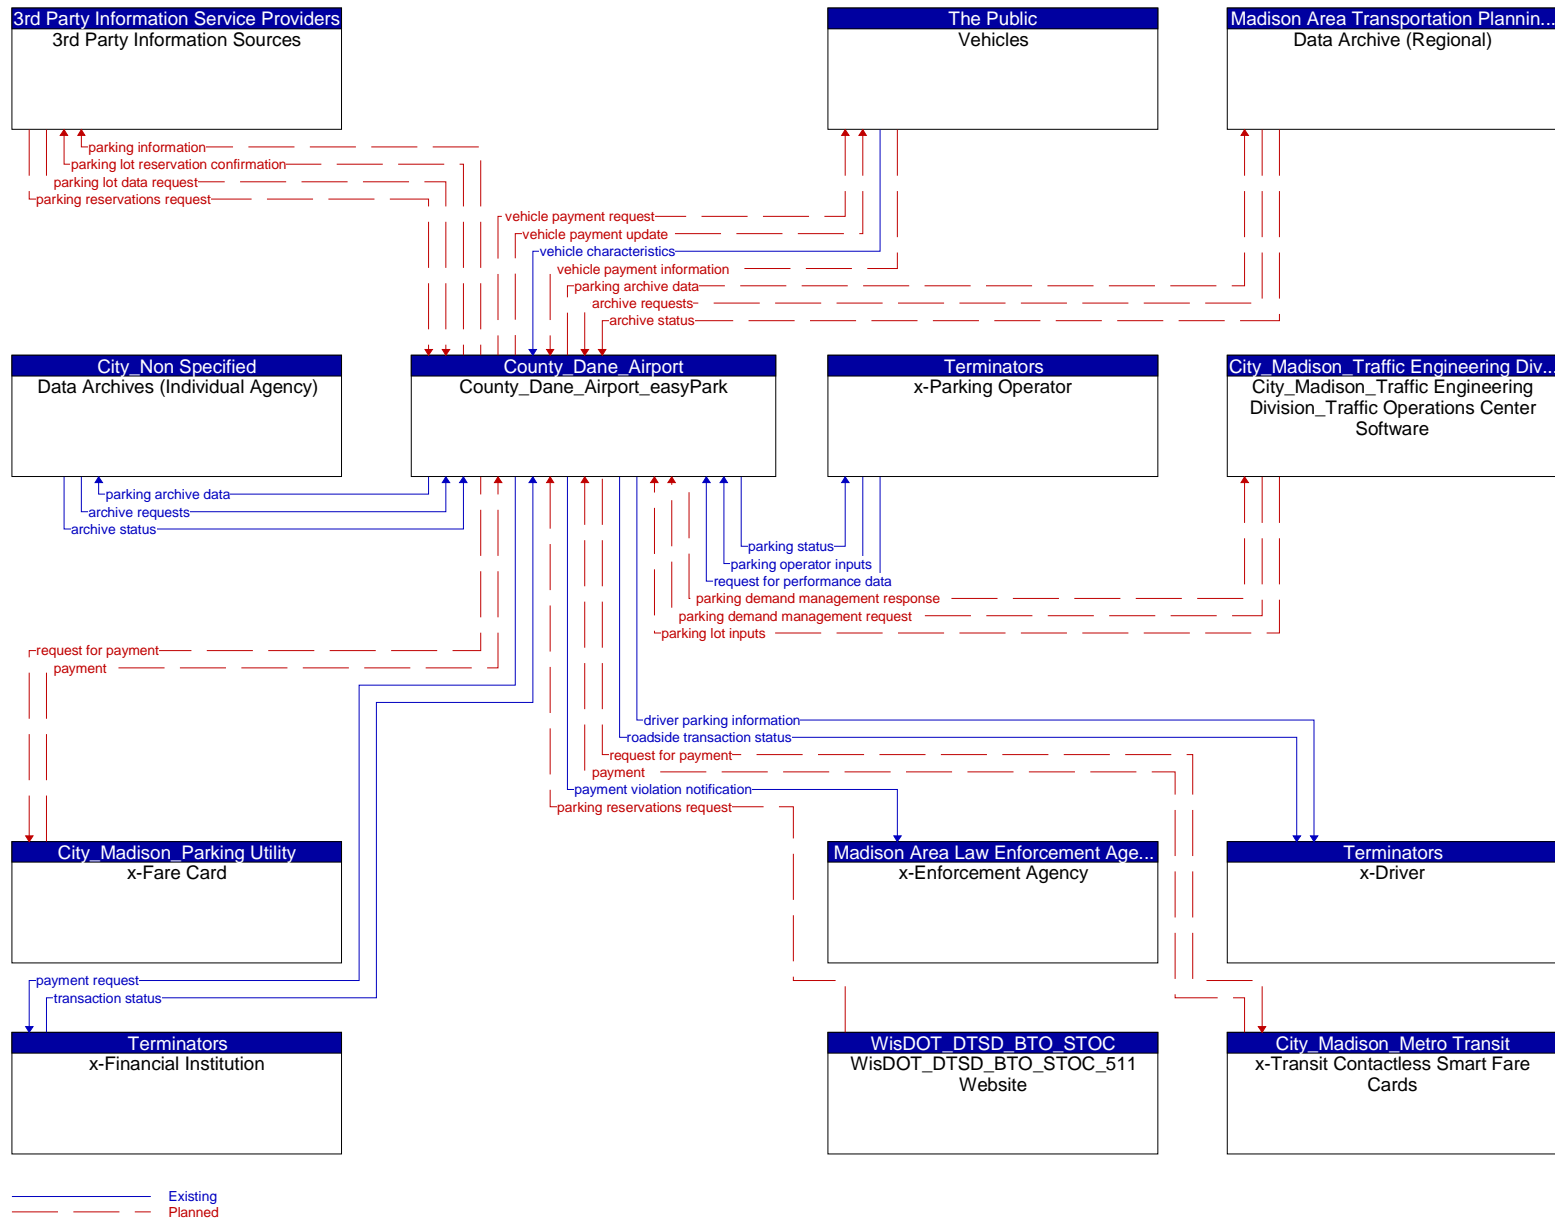 3rd Party Information Service Providers
3rd Party Information Sources
The Public
Vehicles
Madison Area Transportation Plannin...
Data Archive (Regional)
parking information
parking lot reservation confirmation
parking lot data request
parking reservations request
vehicle payment request
vehicle payment update
vehicle characteristics
vehicle payment information
parking archive data
archive requests
archive status
City_Non Specified
Data Archives (Individual Agency)
County_Dane_Airport
County_Dane_Airport_easyPark
Terminators
x-Parking Operator
City_Madison_Traffic Engineering Div...
City_Madison_Traffic Engineering
Division_Traffic Operations Center
Software
parking archive data
archive requests
archive status
parking status
parking operator inputs
request for performance data
parking demand management response
parking demand management request
parking lot inputs
request for payment
payment
driver parking information
roadside transaction status
request for payment
payment
payment violation notification
parking reservations request
City_Madison_Parking Utility
x-Fare Card
Madison Area Law Enforcement Age...
x-Enforcement Agency
Terminators
x-Driver
payment request
transaction status
Terminators
x-Financial Institution
WisDOT_DTSD_BTO_STOC
WisDOT_DTSD_BTO_STOC_511
Website
City_Madison_Metro Transit
x-Transit Contactless Smart Fare
Cards
Existing
Planned